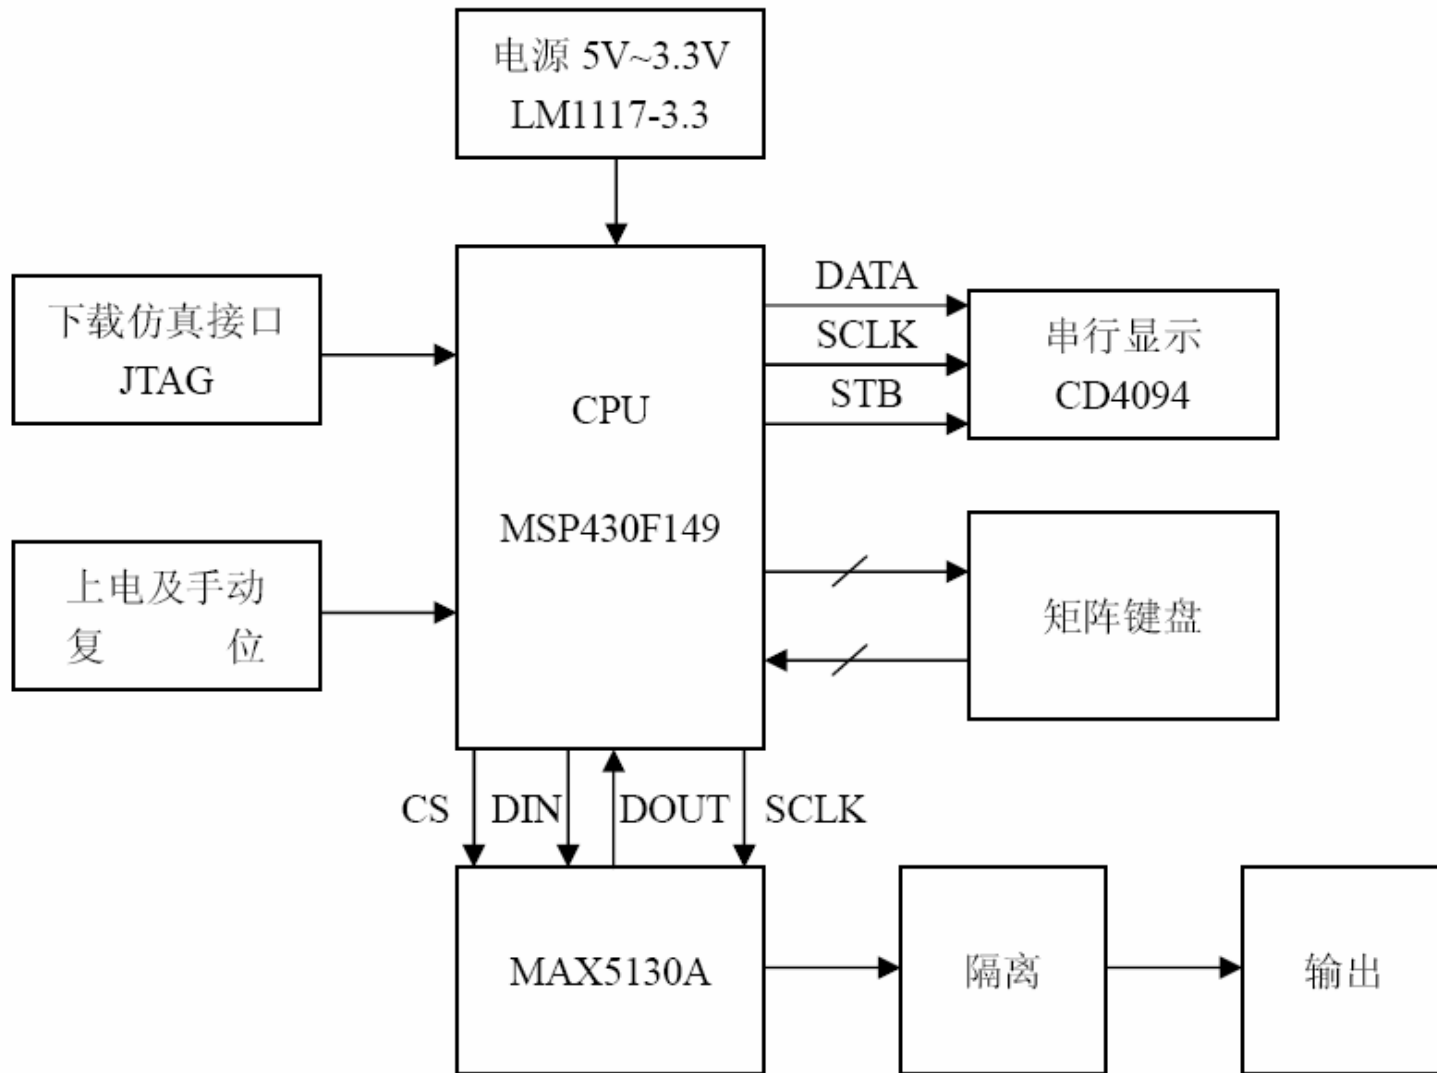 电源 5V~3.3V
LM1117-3.3
下载仿真接口
JTAG
上电及手动
复 位
CPU
MSP430F149
DATA
SCLK
STB
串行显示
CD4094
矩阵键盘
CS DIN DOUT SCLK
MAX5130A
隔离
输出